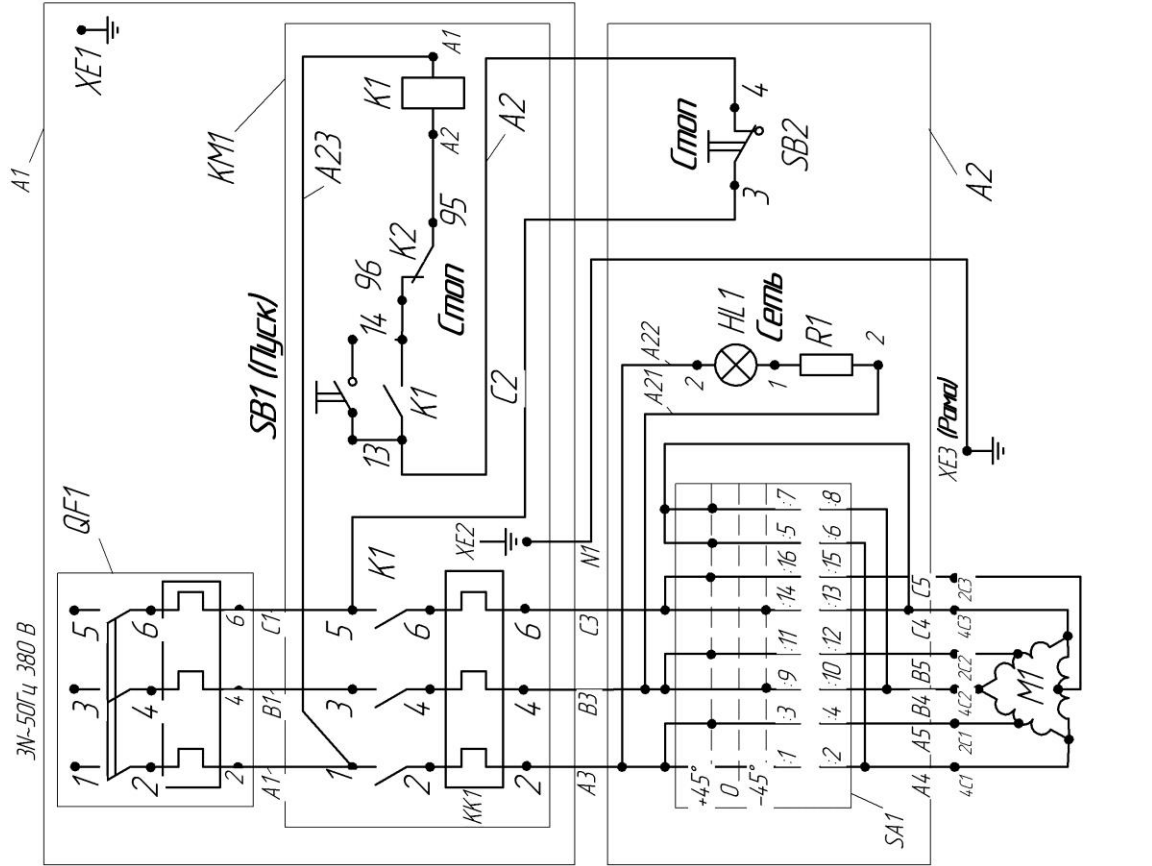 3N~50Гц 380 В
A1
XE1
KM1
QF1
SB1 (Пуск)
A23
K1
A1
A2
A2
95
K2
96
Стоп
14
13
K1
C2
Стоп
4
SB2
3
A2
1
3
5
2
4
6
2
4
6
A1
B1
C1
1
3
5
K1
2
4
6
KK1
2
4
6
XE2
N1
A3
B3
C3
A22
A21
2
HL1
Сеть
1
R1
2
XE3 (Рама)
+45°
0
-45°
:1
:3
:9
:11
:14
:16
:5
:7
:2
:4
:10
:12
:13
:15
:6
:8
SA1
A4
A5
B4
B5
C4
C5
4C1
2C1
4C2
2C2
4C3
2C3
M1